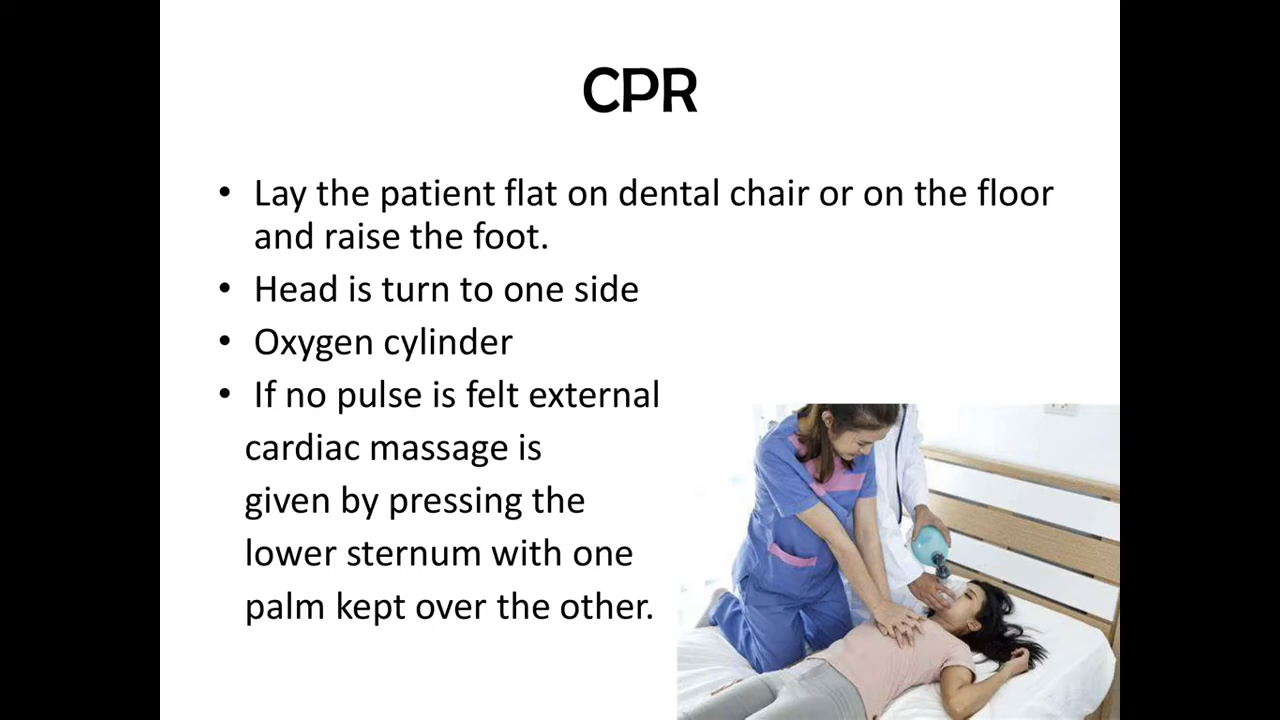 CPR
• Lay the patient flat on dental chair or on the floor
and raise the foot.
• Head is turn to one side
• Oxygen cylinder
• If no pulse is felt external
cardiac massage is
given by pressing the
lower sternum with one
palm kept over the other.